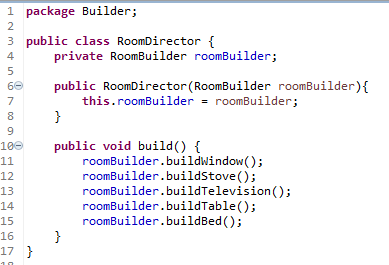 1 package Builder;
2
3 public class RoomDirector {
4     private RoomBuilder roomBuilder;
5
6     public RoomDirector(RoomBuilder roomBuilder){
7         this.roomBuilder = roomBuilder;
8     }
9
10     public void build() {
11         roomBuilder.buildWindow();
12         roomBuilder.buildStove();
13         roomBuilder.buildTelevision();
14         roomBuilder.buildTable();
15         roomBuilder.buildBed();
16     }
17 }